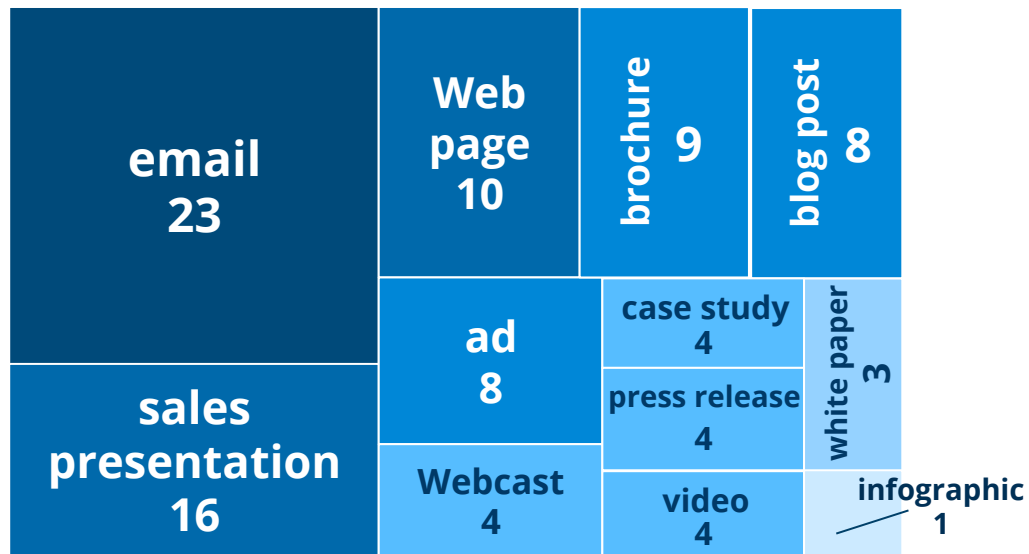 email
23
sales
presentation
16
Web
page
10
brochure
9
blog post
8
ad
8
Webcast
4
case study
4
press release
4
video
4
white paper
3
infographic
1